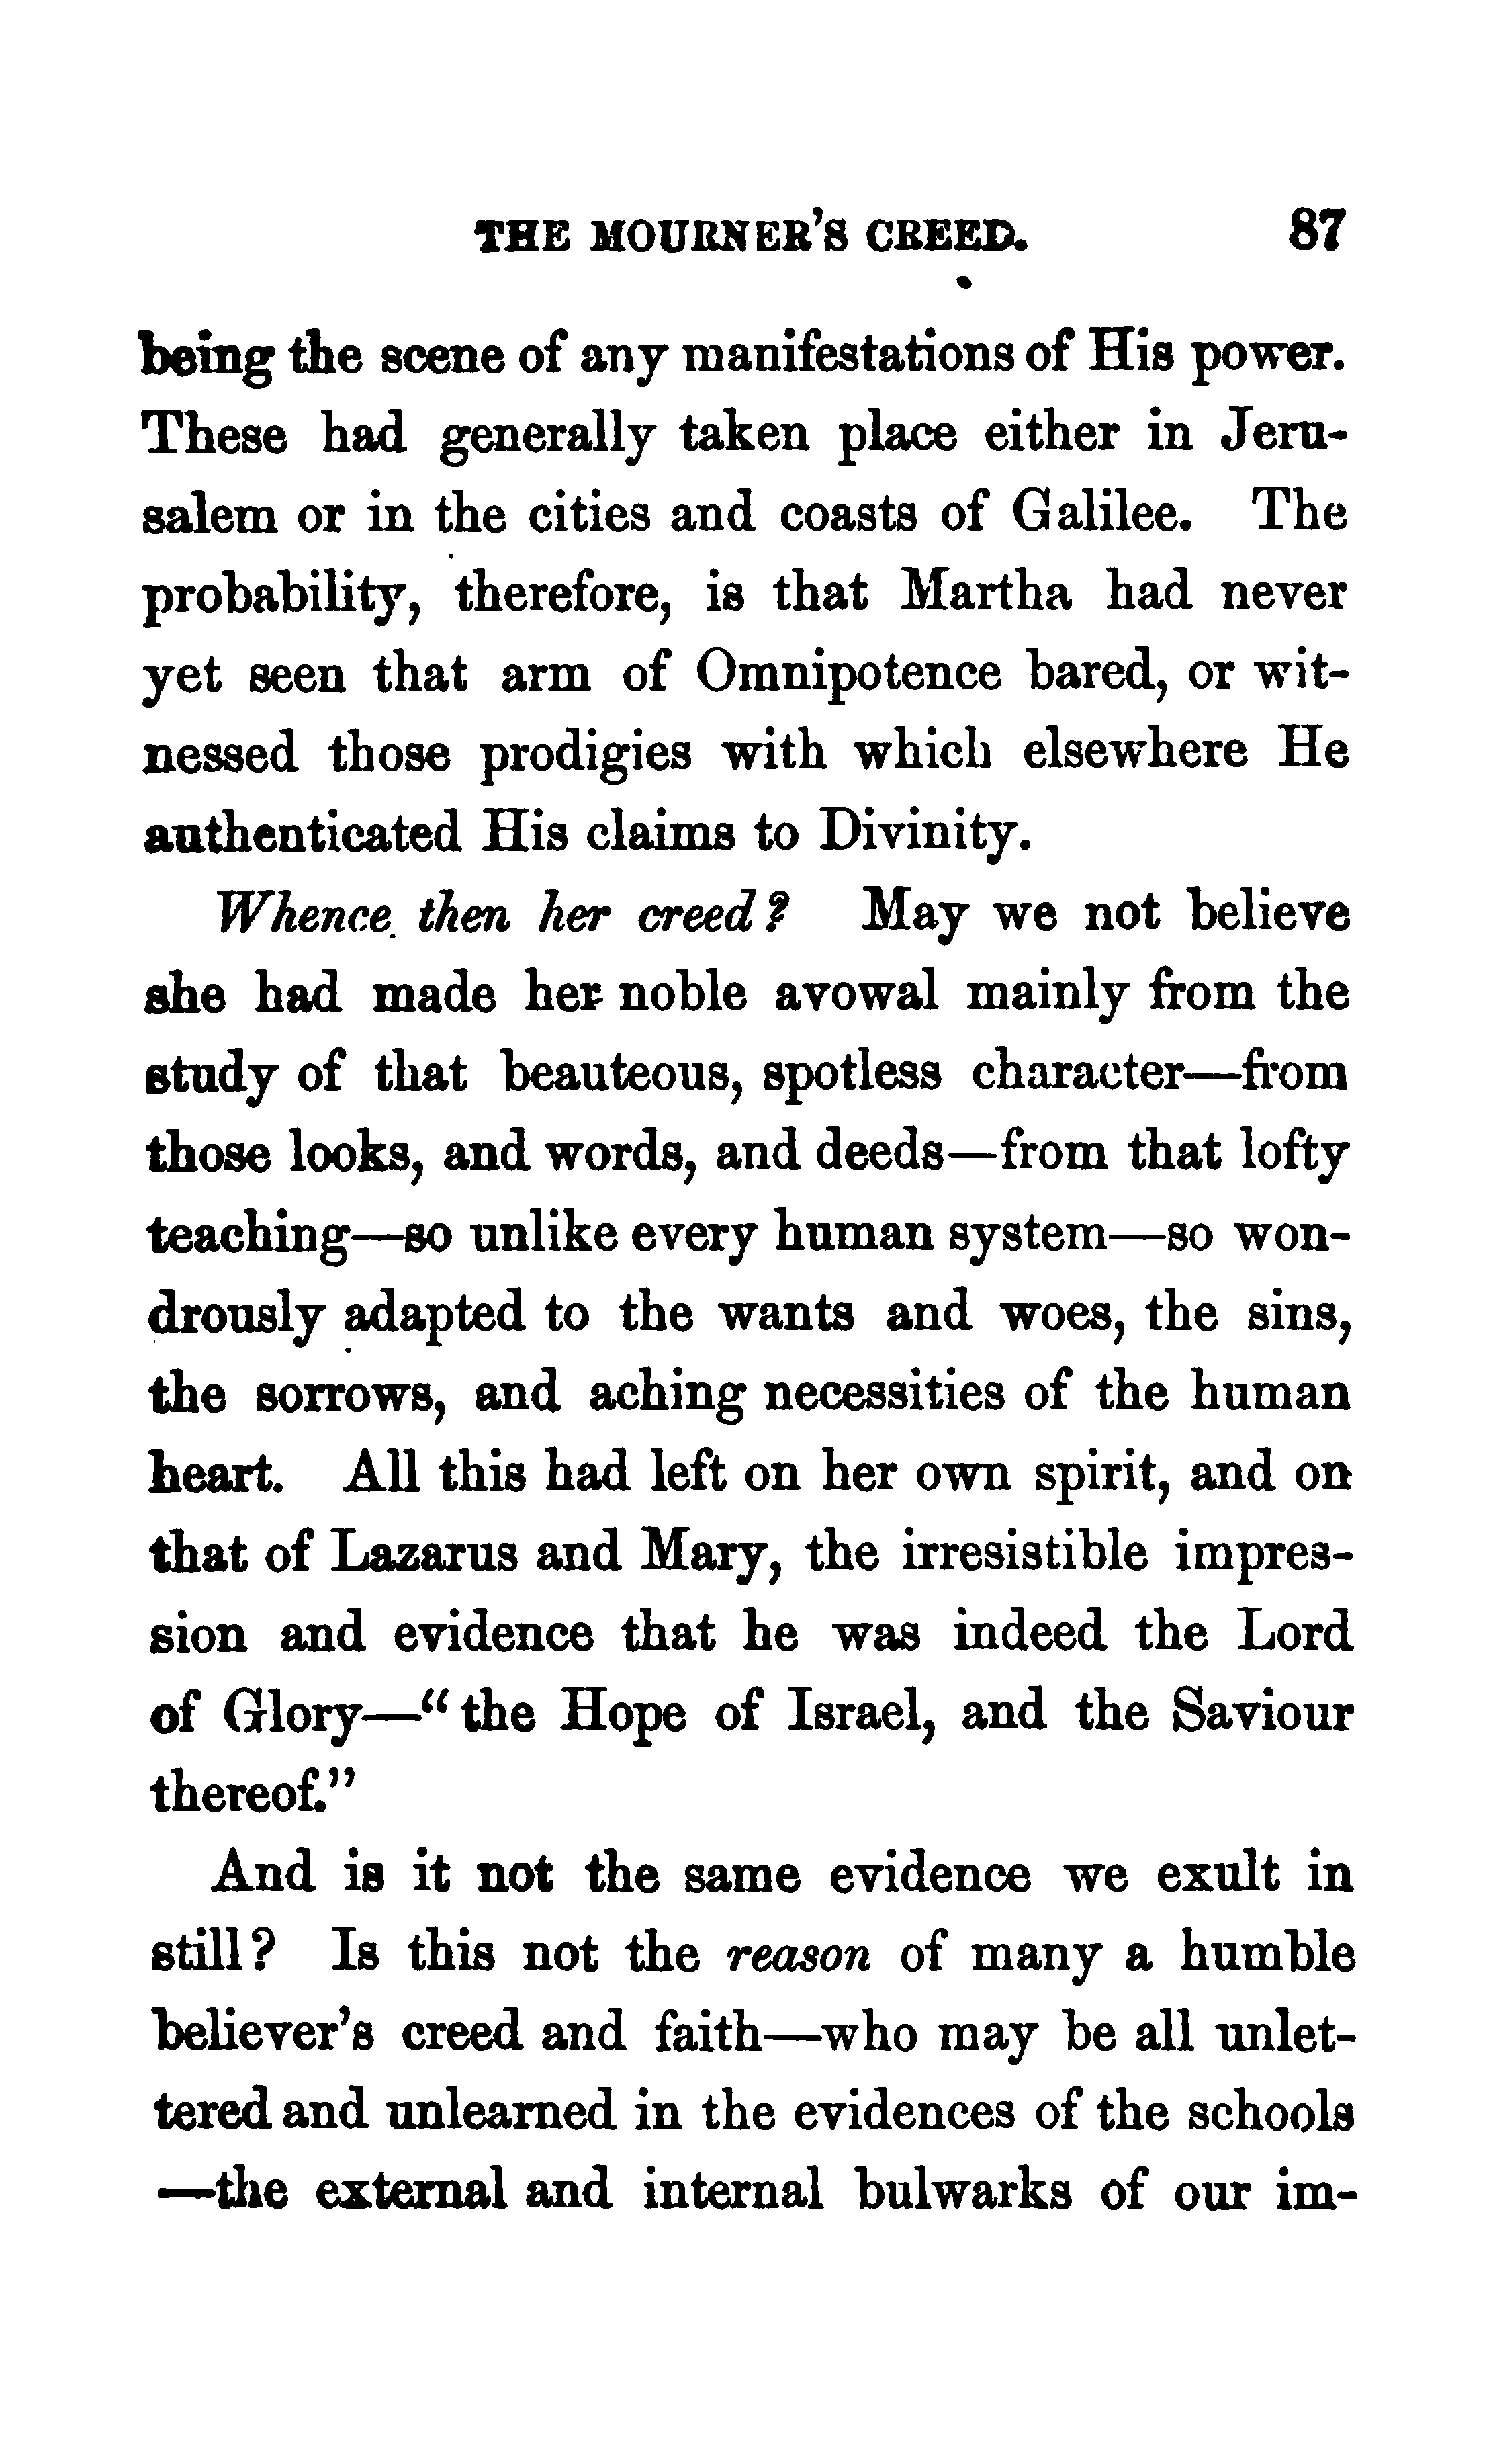 THE MOURNER'S CREED. 87
being the scene of any manifestations of His power.
These had generally taken place either in Jeru-
salem or in the cities and coasts of Galilee. The
probability, therefore, is that Martha had never
yet seen that arm of Omnipotence bared, or wit-
nessed those prodigies with which elsewhere He
authenticated His claims to Divinity.
Whence then her creed? May we not believe
she had made her noble avowal mainly from the
study of that beauteous, spotless character—from
those looks, and words, and deeds—from that lofty
teaching—so unlike every human system—so won-
drously adapted to the wants and woes, the sins,
the sorrows, and aching necessities of the human
heart. All this had left on her own spirit, and on
that of Lazarus and Mary, the irresistible impres-
sion and evidence that he was indeed the Lord
of Glory—“the Hope of Israel, and the Saviour
thereof.”
And is it not the same evidence we exult in
still? Is this not the reason of many a humble
believer's creed and faith—who may be all unlet-
tered and unlearned in the evidences of the schools
—the external and internal bulwarks of our im-